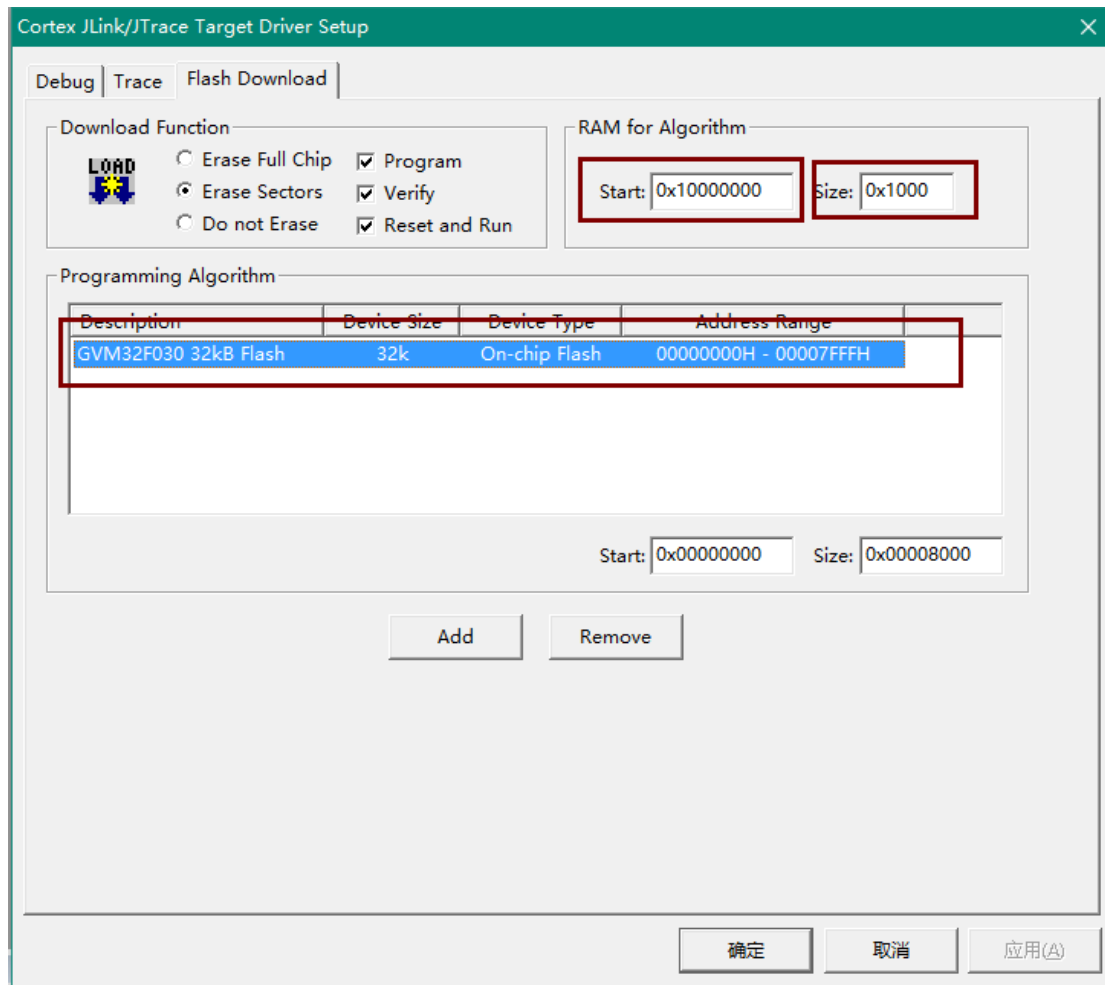 Cortex JLink/JTrace Target Driver Setup
Debug Trace Flash Download
Download Function
LOAD
Erase Full Chip
Program
Erase Sectors
Verify
Do not Erase
Reset and Run
RAM for Algorithm
Start: 0x10000000 Size: 0x1000
Programming Algorithm
Description Device Size Device Type Address Range
GVM32F030 32kB Flash 32k On-chip Flash 00000000H - 00007FFFH
Start: 0x00000000 Size: 0x00008000
Add Remove
确定 取消 应用(A)